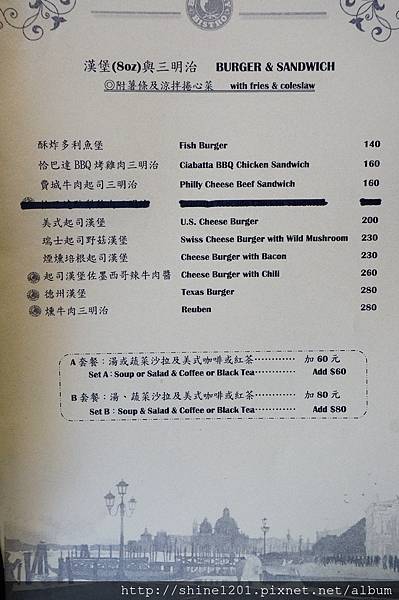 BISTRO
漢堡(8oz)與三明治 BURGER & SANDWICH
◎附薯條及涼拌捲心菜 with fries & coleslaw
酥炸多利魚堡 Fish Burger 140
恰巴達BBQ烤雞肉三明治 Ciabatta BBQ Chicken Sandwich 160
費城牛肉起司三明治 Philly Cheese Beef Sandwich 160
美式起司漢堡 U.S. Cheese Burger 200
瑞士起司野菇漢堡 Swiss Cheese Burger with Wild Mushroom 230
煙燻培根起司漢堡 Cheese Burger with Bacon 230
起司漢堡佐墨西哥辣牛肉醬 Cheese Burger with Chili 260
德州漢堡 Texas Burger 280
燻牛肉三明治 Reuben 280
A套餐：湯或蔬菜沙拉及美式咖啡或紅茶………… 加60元
Set A：Soup or Salad & Coffee or Black Tea………… Add $60
B套餐：湯、蔬菜沙拉及美式咖啡或紅茶………… 加80元
Set B：Soup & Salad & Coffee or Black Tea………… Add $80
http://shine1201.pixnet.net/album